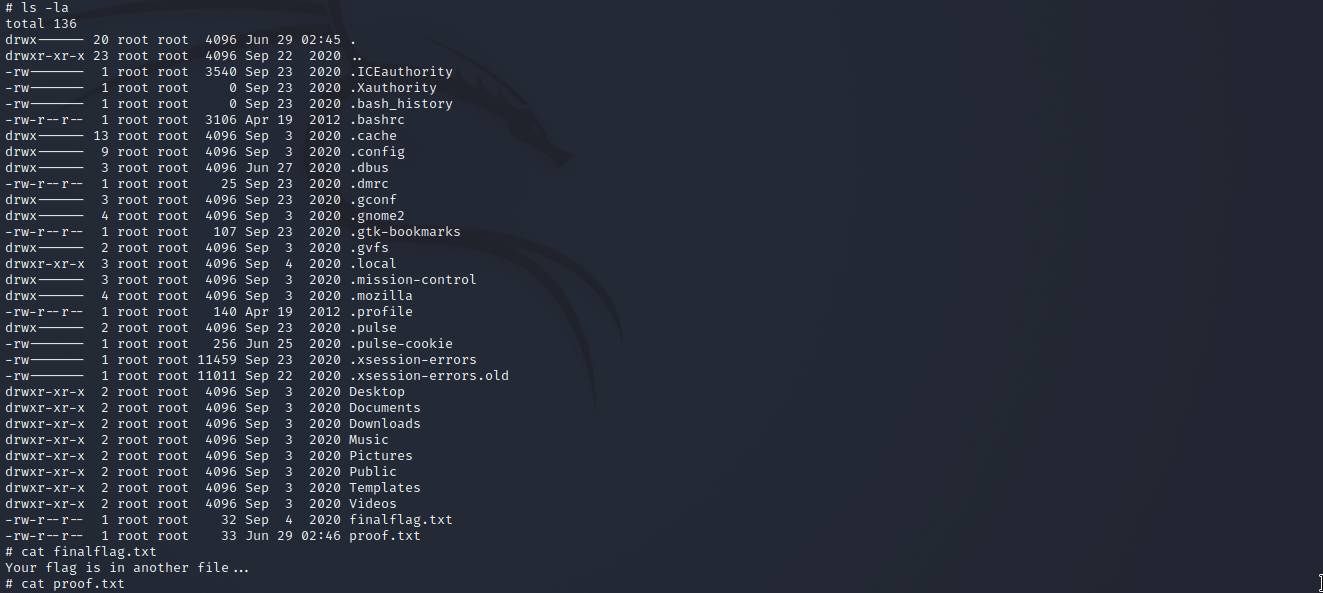 # ls -la
total 136
drwx------ 20 root root  4096 Jun 29 02:45 .
drwxr-xr-x 23 root root  4096 Sep 22  2020 ..
-rw-------  1 root root  3540 Sep 23  2020 .ICEauthority
-rw-------  1 root root     0 Sep 23  2020 .Xauthority
-rw-------  1 root root     0 Sep 23  2020 .bash_history
-rw-r--r--  1 root root  3106 Apr 19  2012 .bashrc
drwx------ 13 root root  4096 Sep  3  2020 .cache
drwx------  9 root root  4096 Sep  3  2020 .config
drwx------  3 root root  4096 Jun 27  2020 .dbus
-rw-r--r--  1 root root    25 Sep 23  2020 .dmrc
drwx------  3 root root  4096 Sep 23  2020 .gconf
drwx------  4 root root  4096 Sep  3  2020 .gnome2
-rw-r--r--  1 root root   107 Sep 23  2020 .gtk-bookmarks
drwx------  2 root root  4096 Sep  3  2020 .gvfs
drwxr-xr-x  3 root root  4096 Sep  4  2020 .local
drwx------  3 root root  4096 Sep  3  2020 .mission-control
drwx------  4 root root  4096 Sep  3  2020 .mozilla
-rw-r--r--  1 root root   140 Apr 19  2012 .profile
drwx------  2 root root  4096 Sep 23  2020 .pulse
-rw-------  1 root root   256 Jun 25  2020 .pulse-cookie
-rw-------  1 root root 11459 Sep 23  2020 .xsession-errors
-rw-------  1 root root 11011 Sep 22  2020 .xsession-errors.old
drwxr-xr-x  2 root root  4096 Sep  3  2020 Desktop
drwxr-xr-x  2 root root  4096 Sep  3  2020 Documents
drwxr-xr-x  2 root root  4096 Sep  3  2020 Downloads
drwxr-xr-x  2 root root  4096 Sep  3  2020 Music
drwxr-xr-x  2 root root  4096 Sep  3  2020 Pictures
drwxr-xr-x  2 root root  4096 Sep  3  2020 Public
drwxr-xr-x  2 root root  4096 Sep  3  2020 Templates
drwxr-xr-x  2 root root  4096 Sep  3  2020 Videos
-rw-r--r--  1 root root    32 Sep  4  2020 finalflag.txt
-rw-r--r--  1 root root    33 Jun 29 02:46 proof.txt
# cat finalflag.txt
Your flag is in another file...
# cat proof.txt